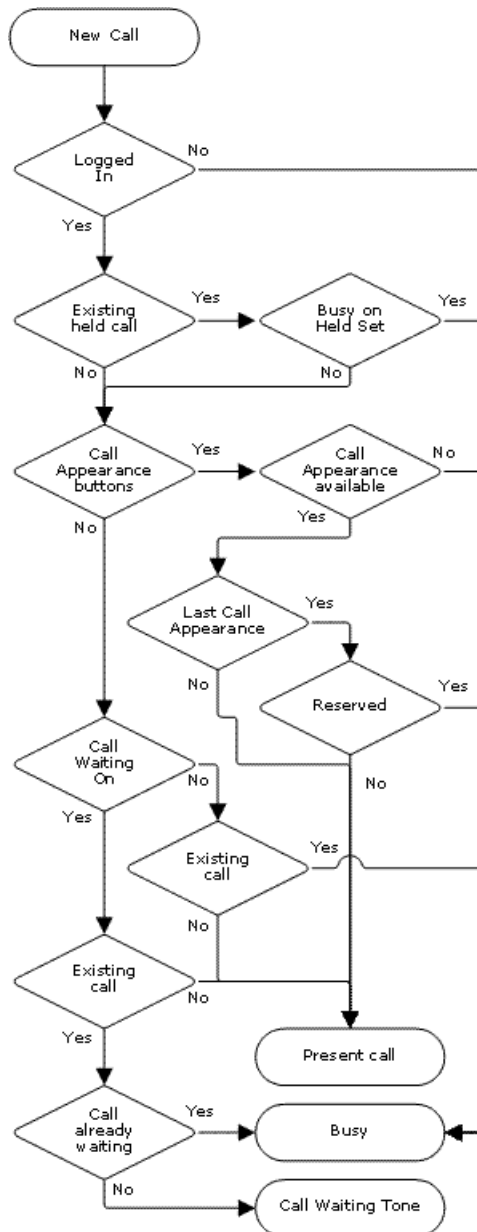 New Call
Logged
In
No
Yes
Existing
held call
Yes
Busy on
Held Set
Yes
No
No
Call
Appearance
buttons
Yes
Call
Appearance
available
No
No
Yes
Last Call
Appearance
Yes
No
Reserved
Yes
No
Call
Waiting
On
No
Yes
Existing
call
Yes
No
Existing
call
No
Yes
Present call
Call
already
waiting
Yes
Busy
No
Call Waiting Tone